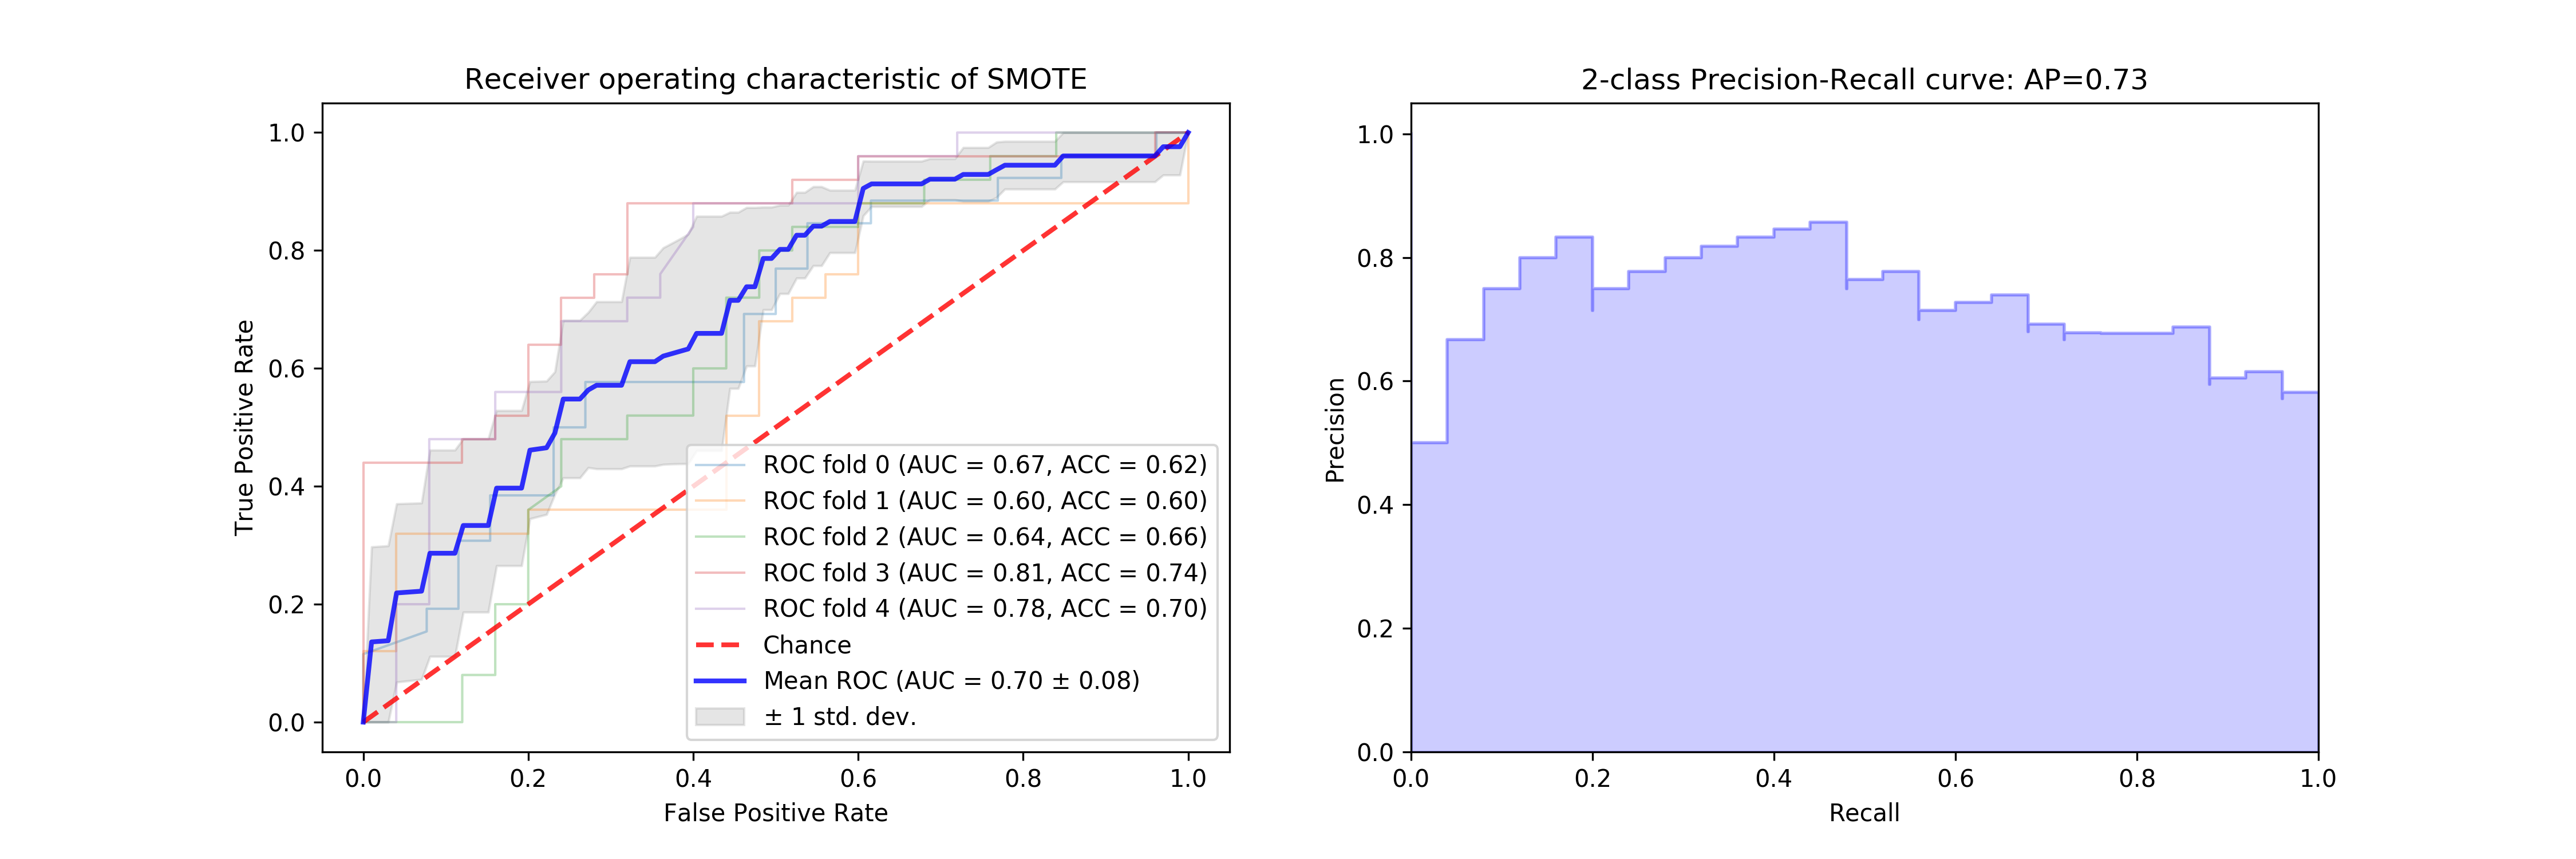 Receiver operating characteristic of SMOTE
True Positive Rate
1.0
0.8
0.6
0.4
0.2
0.0
ROC fold 0 (AUC = 0.67, ACC = 0.62)
ROC fold 1 (AUC = 0.60, ACC = 0.60)
ROC fold 2 (AUC = 0.64, ACC = 0.66)
ROC fold 3 (AUC = 0.81, ACC = 0.74)
ROC fold 4 (AUC = 0.78, ACC = 0.70)
Chance
Mean ROC (AUC = 0.70 ± 0.08)
± 1 std. dev.
0.0 0.2 0.4 0.6 0.8 1.0
False Positive Rate
2-class Precision-Recall curve: AP=0.73
Precision
1.0
0.8
0.6
0.4
0.2
0.0
0.0 0.2 0.4 0.6 0.8 1.0
Recall